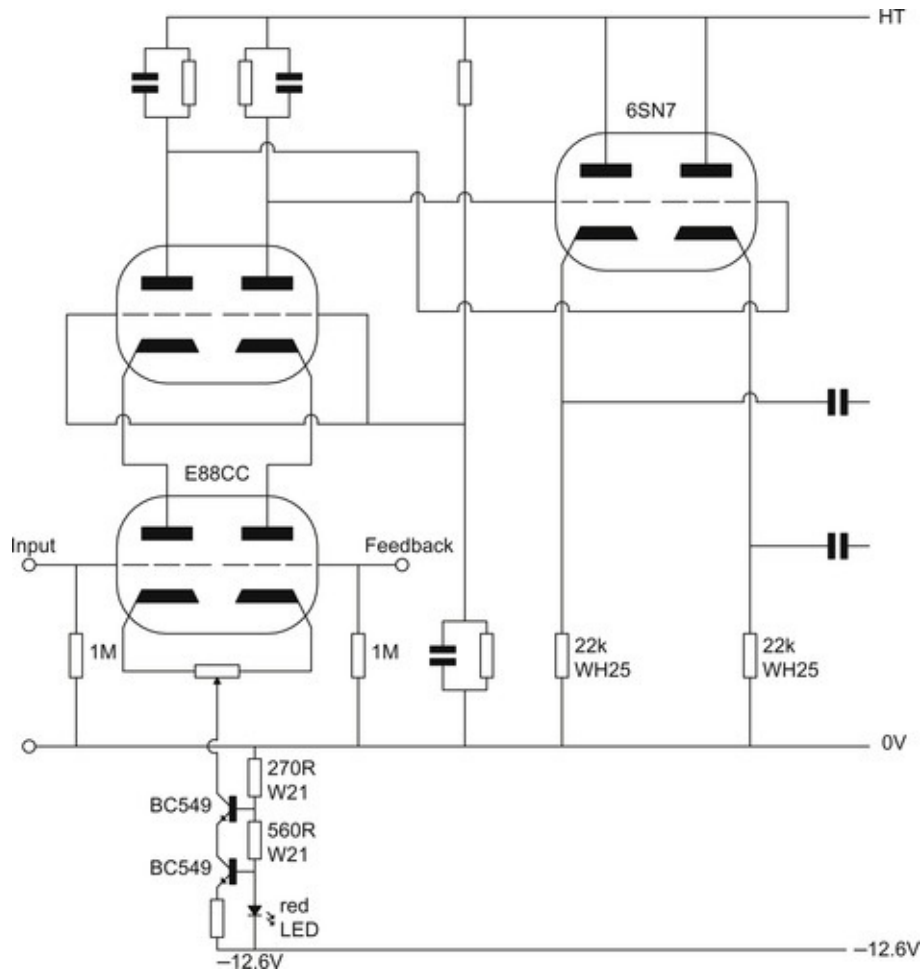 HT
6SN7
E88CC
Input
Feedback
1M
1M
22k
WH25
22k
WH25
0V
270R
W21
BC549
560R
W21
BC549
red
LED
–12.6V
–12.6V